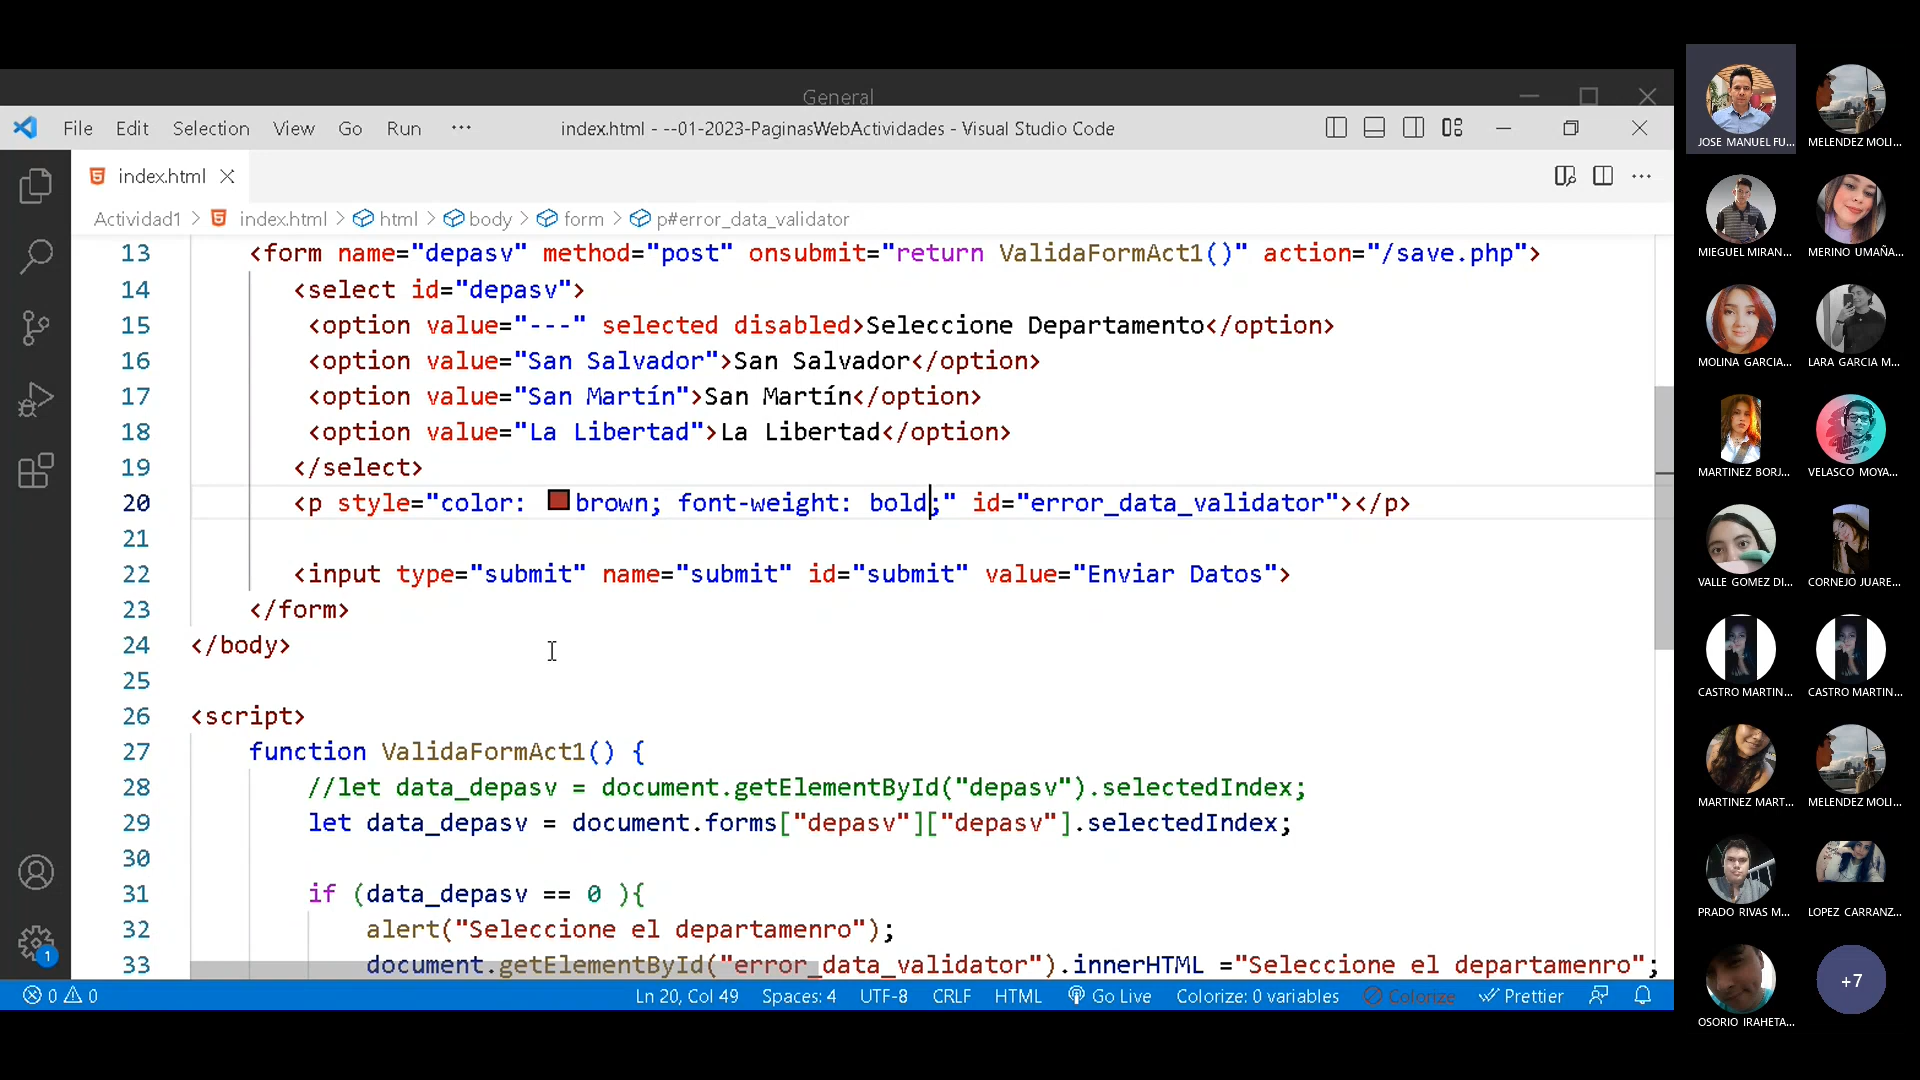 General
File Edit Selection View Go Run ··· index.html - --01-2023-PaginasWebActividades - Visual Studio Code
index.html
Actividad1 > index.html > html > body > form > p#error_data_validator
13 <form name="depasv" method="post" onsubmit="return ValidaFormAct1()" action="/save.php">
14 <select id="depasv">
15 <option value="---" selected disabled>Seleccione Departamento</option>
16 <option value="San Salvador">San Salvador</option>
17 <option value="San Martín">San Martín</option>
18 <option value="La Libertad">La Libertad</option>
19 </select>
20 <p style="color: brown; font-weight: bold;" id="error_data_validator"></p>
21
22 <input type="submit" name="submit" id="submit" value="Enviar Datos">
23 </form>
24 </body>
25
26 <script>
27 function ValidaFormAct1() {
28 //let data_depasv = document.getElementById("depasv").selectedIndex;
29 let data_depasv = document.forms["depasv"]["depasv"].selectedIndex;
30
31 if (data_depasv == 0 ){
32 alert("Seleccione el departamenro");
33 document.getElementById("error_data_validator").innerHTML ="Seleccione el departamenro";
1
0 0 Ln 20, Col 49 Spaces: 4 UTF-8 CRLF HTML Go Live Colorize: 0 variables Colorize Prettier
JOSE MANUEL FU... MELENDEZ MOLI...
MIEGUEL MIRAN... MERINO UMAÑA...
MOLINA GARCIA... LARA GARCIA M...
MARTINEZ BORJ... VELASCO MOYA...
VALLE GOMEZ DI... CORNEJO JUARE...
CASTRO MARTIN... CASTRO MARTIN...
MARTINEZ MART... MELENDEZ MOLI...
PRADO RIVAS M... LOPEZ CARRANZ...
OSORIO IRAHETA... +7